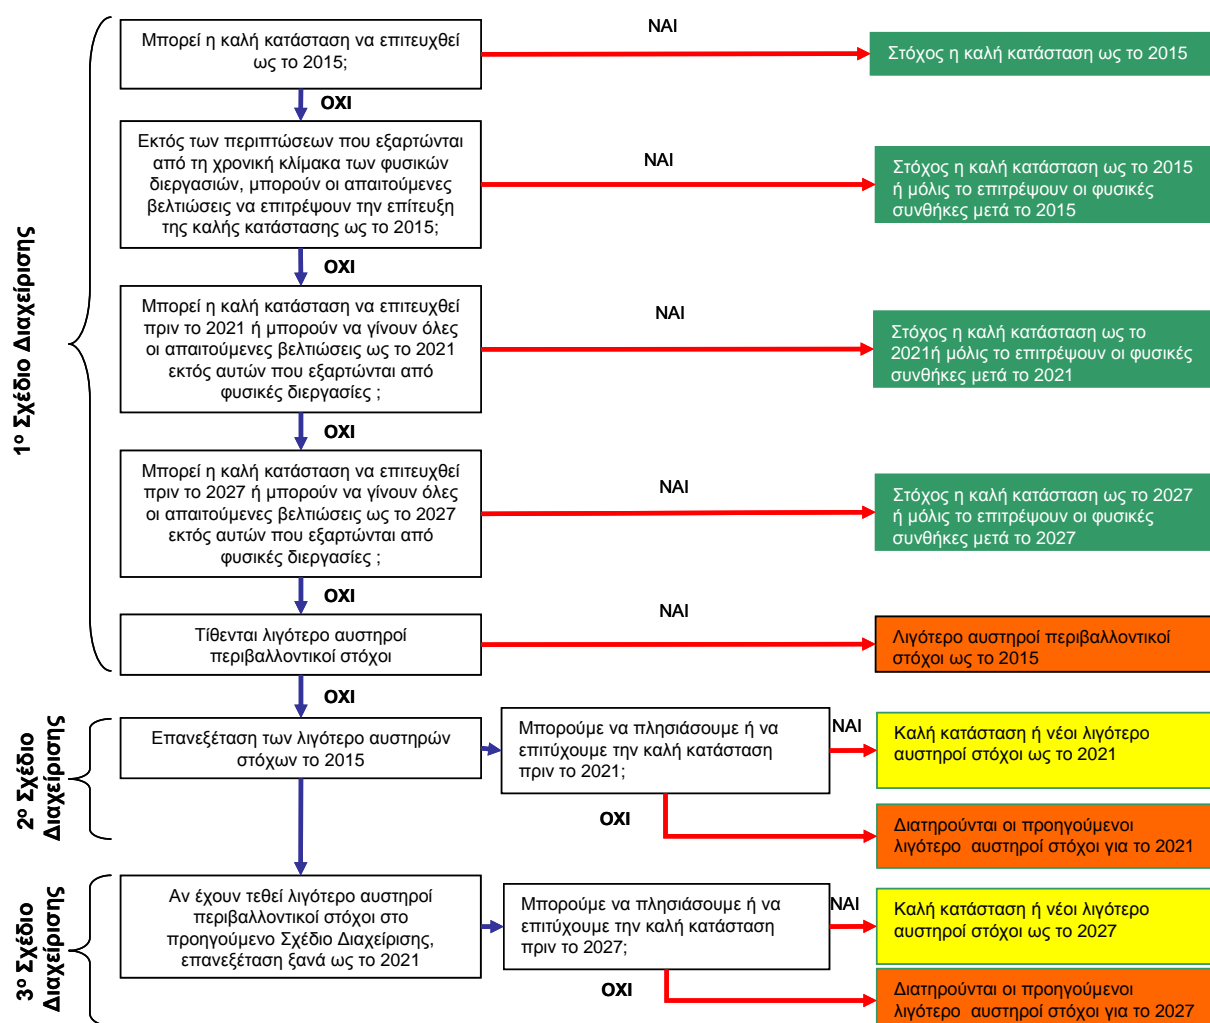 1ο Σχέδιο Διαχείρισης
Μπορεί η καλή κατάσταση να επιτευχθεί
ως το 2015;
ΝΑΙ
Στόχος η καλή κατάσταση ως το 2015
ΟΧΙ
Εκτός των περιπτώσεων που εξαρτώνται
από τη χρονική κλίμακα των φυσικών
διεργασιών, μπορούν οι απαιτούμενες
βελτιώσεις να επιτρέψουν την επίτευξη
της καλής κατάστασης ως το 2015;
ΝΑΙ
Στόχος η καλή κατάσταση ως το 2015
ή μόλις το επιτρέψουν οι φυσικές
συνθήκες μετά το 2015
ΟΧΙ
Μπορεί η καλή κατάσταση να επιτευχθεί
πριν το 2021 ή μπορούν να γίνουν όλες
οι απαιτούμενες βελτιώσεις ως το 2021
εκτός αυτών που εξαρτώνται από
φυσικές διεργασίες ;
ΝΑΙ
Στόχος η καλή κατάσταση ως το
2021ή μόλις το επιτρέψουν οι φυσικές
συνθήκες μετά το 2021
ΟΧΙ
Μπορεί η καλή κατάσταση να επιτευχθεί
πριν το 2027 ή μπορούν να γίνουν όλες
οι απαιτούμενες βελτιώσεις ως το 2027
εκτός αυτών που εξαρτώνται από
φυσικές διεργασίες ;
ΝΑΙ
Στόχος η καλή κατάσταση ως το 2027
ή μόλις το επιτρέψουν οι φυσικές
συνθήκες μετά το 2027
ΟΧΙ
Τίθενται λιγότερο αυστηροί
περιβαλλοντικοί στόχοι
ΝΑΙ
Λιγότερο αυστηροί περιβαλλοντικοί
στόχοι ως το 2015
ΟΧΙ
2ο Σχέδιο
Διαχείρισης
Επανεξέταση των λιγότερο αυστηρών
στόχων το 2015
Μπορούμε να πλησιάσουμε ή να
επιτύχουμε την καλή κατάσταση
πριν το 2021;
ΝΑΙ
Καλή κατάσταση ή νέοι λιγότερο
αυστηροί στόχοι ως το 2021
ΟΧΙ
Διατηρούνται οι προηγούμενοι
λιγότερο  αυστηροί στόχοι για το 2021
3ο Σχέδιο
Διαχείρισης
Αν έχουν τεθεί λιγότερο αυστηροί
περιβαλλοντικοί στόχοι στο
προηγούμενο Σχέδιο Διαχείρισης,
επανεξέταση ξανά ως το 2021
Μπορούμε να πλησιάσουμε ή να
επιτύχουμε την καλή κατάσταση
πριν το 2027;
ΝΑΙ
Καλή κατάσταση ή νέοι λιγότερο
αυστηροί στόχοι ως το 2027
ΟΧΙ
Διατηρούνται οι προηγούμενοι
λιγότερο  αυστηροί στόχοι για το 2027